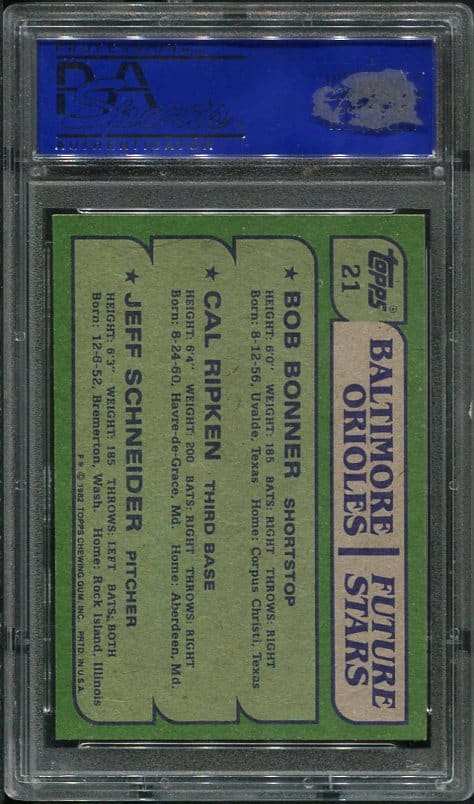 PSA
Sports
AUTHENTICATOR
topps®
21
BALTIMORE
ORIOLES
FUTURE
STARS
★ BOB BONNER SHORTSTOP
HEIGHT: 6'0" WEIGHT: 185 BATS: RIGHT THROWS: RIGHT
Born: 8-12-56, Uvalde, Texas Home: Corpus Christi, Texas
★ CAL RIPKEN THIRD BASE
HEIGHT: 6'4" WEIGHT: 200 BATS: RIGHT THROWS: RIGHT
Born: 8-24-60, Havre-de-Grace, Md. Home: Aberdeen, Md.
★ JEFF SCHNEIDER PITCHER
HEIGHT: 6'3" WEIGHT: 185 THROWS: LEFT BATS: BOTH
Born: 12-6-52, Bremerton, Wash. Home: Rock Island, Illinois
© 1982 TOPPS CHEWING GUM, INC. PRTD. IN U.S.A.